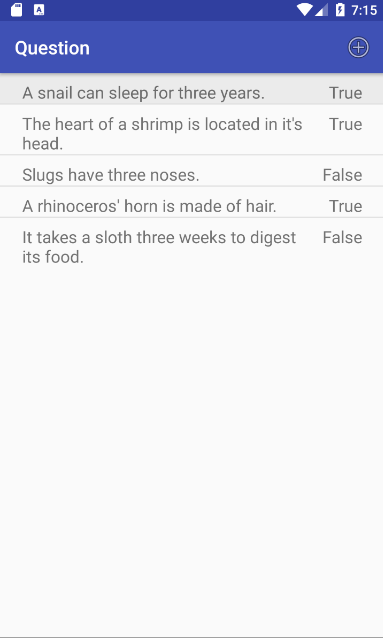 A 7:15
Question
A snail can sleep for three years. True
The heart of a shrimp is located in it's True
head.
Slugs have three noses. False
A rhinoceros' horn is made of hair. True
It takes a sloth three weeks to digest False
its food.